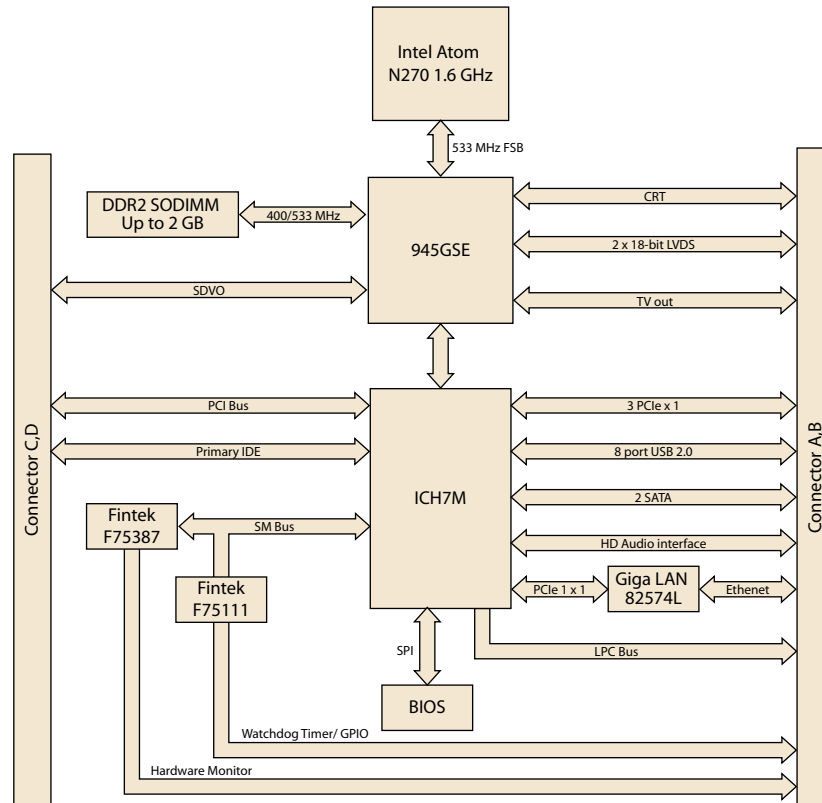 Intel Atom
N270 1.6 GHz
533 MHz FSB
DDR2 SODIMM
Up to 2 GB
400/533 MHz
945GSE
CRT
2 x 18-bit LVDS
TV out
SDVO
Connector C,D
Connector A,B
PCI Bus
Primary IDE
ICH7M
3 PCIe x 1
8 port USB 2.0
2 SATA
HD Audio interface
Fintek
F75387
SM Bus
Fintek
F75111
PCIe 1 x 1
Giga LAN
82574L
Ethenet
SPI
LPC Bus
BIOS
Watchdog Timer/ GPIO
Hardware Monitor